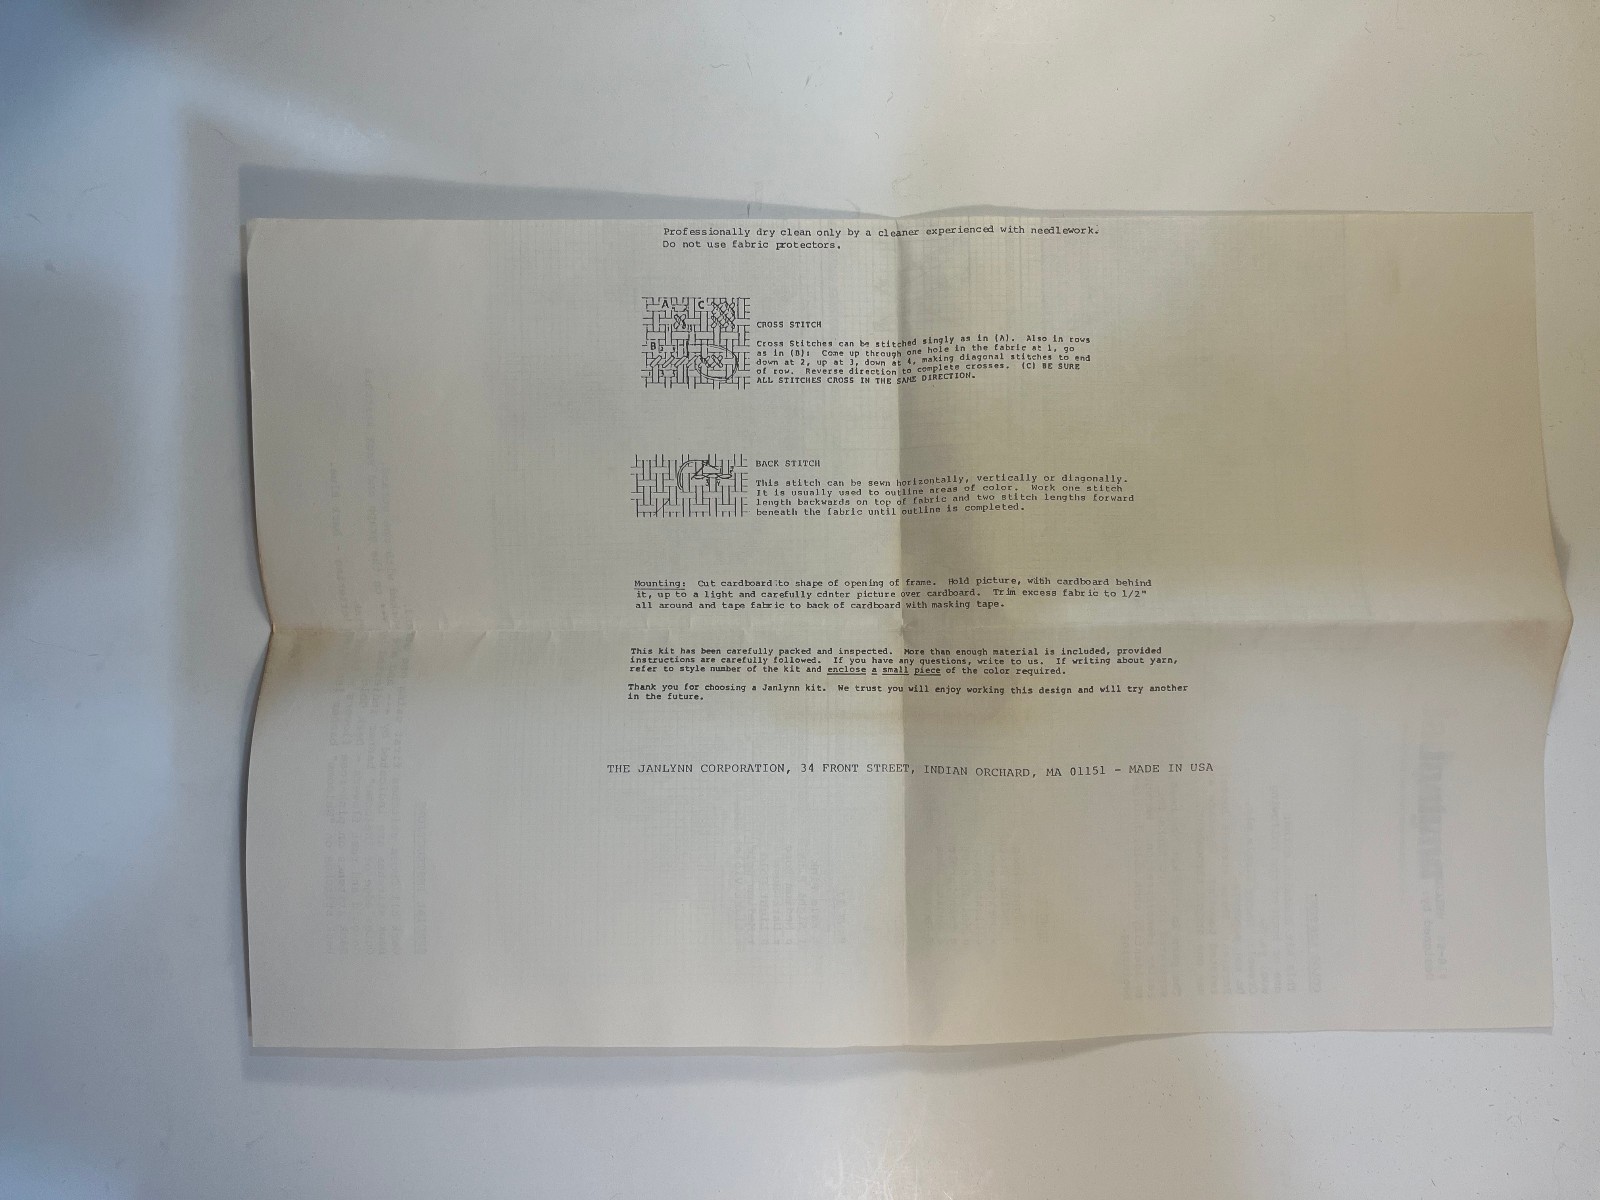 Professionally dry clean only by a cleaner experienced with needlework.
Do not use fabric protectors.
A C
B
CROSS STITCH
Cross Stitches can be stitched singly as in (A). Also in rows
as in (B): Come up through one hole in the fabric at 1, go
down at 2, up at 3, down at 4, making diagonal stitches to end
of row. Reverse direction to complete crosses. (C) BE SURE
ALL STITCHES CROSS IN THE SAME DIRECTION.
BACK STITCH
This stitch can be sewn horizontally, vertically or diagonally.
It is usually used to outline areas of color. Work one stitch
length backwards on top of fabric and two stitch lengths forward
beneath the fabric until outline is completed.
Mounting: Cut cardboard to shape of opening of frame. Hold picture, with cardboard behind
it, up to a light and carefully cdnter picture over cardboard. Trim excess fabric to 1/2"
all around and tape fabric to back of cardboard with masking tape.
This kit has been carefully packed and inspected. More than enough material is included, provided
instructions are carefully followed. If you have any questions, write to us. If writing about yarn,
refer to style number of the kit and enclose a small piece of the color required.
Thank you for choosing a Janlynn kit. We trust you will enjoy working this design and will try another
in the future.
THE JANLYNN CORPORATION, 34 FRONT STREET, INDIAN ORCHARD, MA 01151 - MADE IN USA